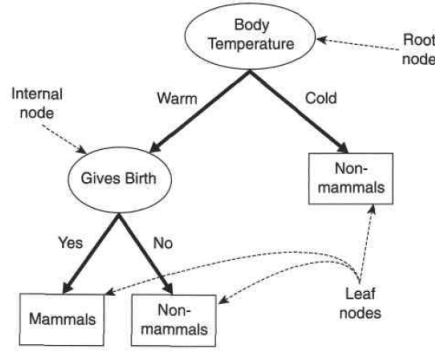 Body
Temperature
Root
node
Internal
node
Warm
Cold
Gives Birth
Non-
mammals
Yes
No
Mammals
Non-
mammals
Leaf
nodes